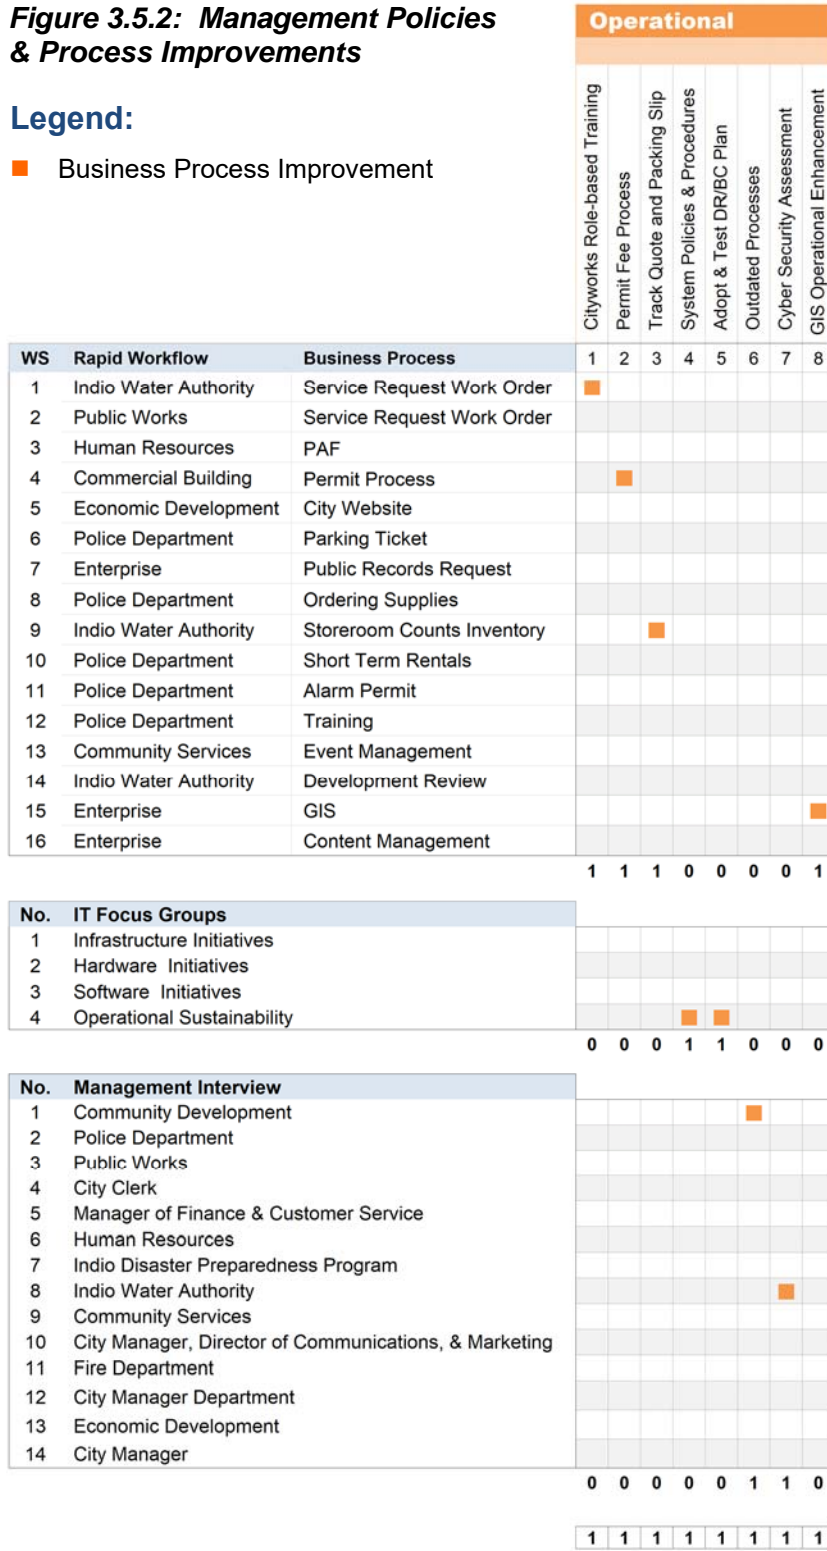 Figure 3.5.2: Management Policies
& Process Improvements
Legend:
Business Process Improvement
Operational
Cityworks Role-based Training
Permit Fee Process
Track Quote and Packing Slip
System Policies & Procedures
Adopt & Test DR/BC Plan
Outdated Processes
Cyber Security Assessment
GIS Operational Enhancement
WS Rapid Workflow Business Process 1 2 3 4 5 6 7 8
1 Indio Water Authority Service Request Work Order
2 Public Works Service Request Work Order
3 Human Resources PAF
4 Commercial Building Permit Process
5 Economic Development City Website
6 Police Department Parking Ticket
7 Enterprise Public Records Request
8 Police Department Ordering Supplies
9 Indio Water Authority Storeroom Counts Inventory
10 Police Department Short Term Rentals
11 Police Department Alarm Permit
12 Police Department Training
13 Community Services Event Management
14 Indio Water Authority Development Review
15 Enterprise GIS
16 Enterprise Content Management
1 1 1 0 0 0 0 1
No. IT Focus Groups
1 Infrastructure Initiatives
2 Hardware Initiatives
3 Software Initiatives
4 Operational Sustainability
0 0 0 1 1 0 0 0
No. Management Interview
1 Community Development
2 Police Department
3 Public Works
4 City Clerk
5 Manager of Finance & Customer Service
6 Human Resources
7 Indio Disaster Preparedness Program
8 Indio Water Authority
9 Community Services
10 City Manager, Director of Communications, & Marketing
11 Fire Department
12 City Manager Department
13 Economic Development
14 City Manager
0 0 0 0 0 1 1 0
1 1 1 1 1 1 1 1